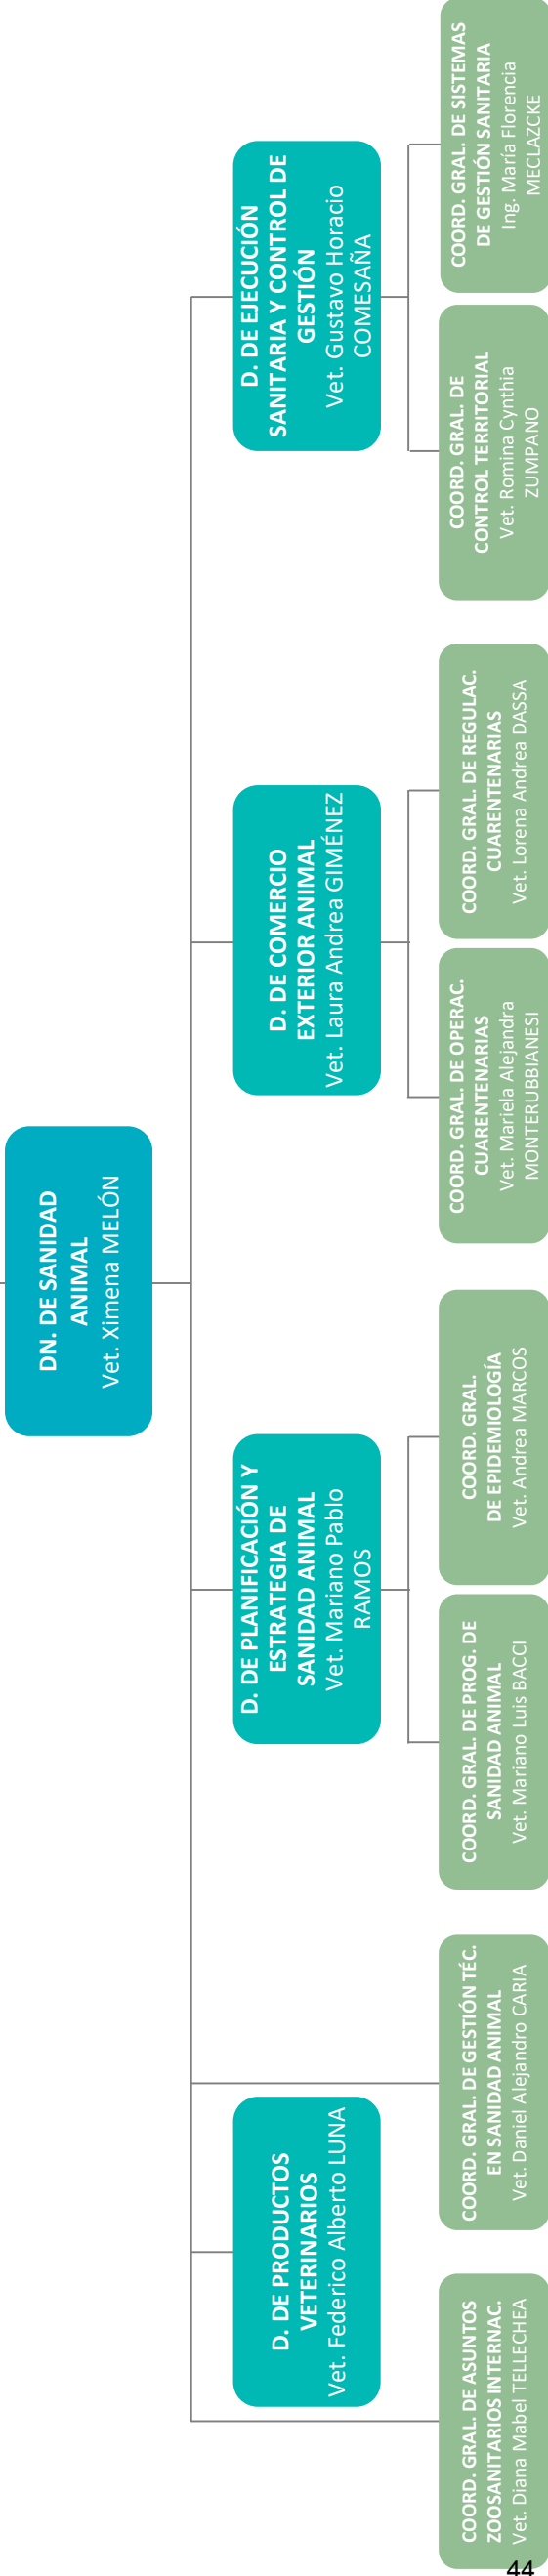 DN. DE SANIDAD
ANIMAL
Vet. Ximena MELÓN
D. DE PRODUCTOS
VETERINARIOS
Vet. Federico Alberto LUNA
D. DE PLANIFICACIÓN Y
ESTRATEGIA DE
SANIDAD ANIMAL
Vet. Mariano Pablo
RAMOS
D. DE COMERCIO
EXTERIOR ANIMAL
Vet. Laura Andrea GIMÉNEZ
D. DE EJECUCIÓN
SANITARIA Y CONTROL DE
GESTIÓN
Vet. Gustavo Horacio
COMESAÑA
COORD. GRAL. DE ASUNTOS
ZOOSANITARIOS INTERNAC.
Vet. Diana Mabel TELLECHEA
COORD. GRAL. DE GESTIÓN TÉC.
EN SANIDAD ANIMAL
Vet. Daniel Alejandro CARIA
COORD. GRAL. DE PROG. DE
SANIDAD ANIMAL
Vet. Mariano Luis BACCI
COORD. GRAL.
DE EPIDEMIOLOGÍA
Vet. Andrea MARCOS
COORD. GRAL. DE OPERAC.
CUARENTENARIAS
Vet. Mariela Alejandra
MONTERUBBIANESI
COORD. GRAL. DE REGULAC.
CUARENTENARIAS
Vet. Lorena Andrea DASSA
COORD. GRAL. DE
CONTROL TERRITORIAL
Vet. Romina Cynthia
ZUMPANO
COORD. GRAL. DE SISTEMAS
DE GESTIÓN SANITARIA
Ing. María Florencia
MECLAZCKE
44